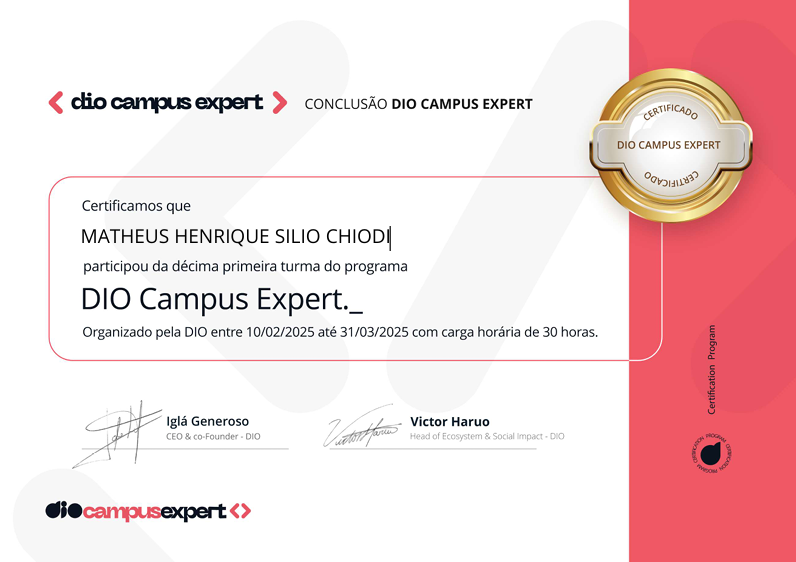 dio campus expert
CONCLUSÃO DIO CAMPUS EXPERT
CERTIFICADO
DIO CAMPUS EXPERT
CERTIFICADO
Certificamos que
MATHEUS HENRIQUE SILIO CHIODI
participou da décima primeira turma do programa
DIO Campus Expert._
Organizado pela DIO entre 10/02/2025 até 31/03/2025 com carga horária de 30 horas.
Certification Program
Iglá Generoso
CEO & co-Founder - DIO
Victor Haruo
Victor Haruo
Head of Ecosystem & Social Impact - DIO
CERTIFICATION PROGRAM CERTIFICATION PROGRAM
dio campus expert